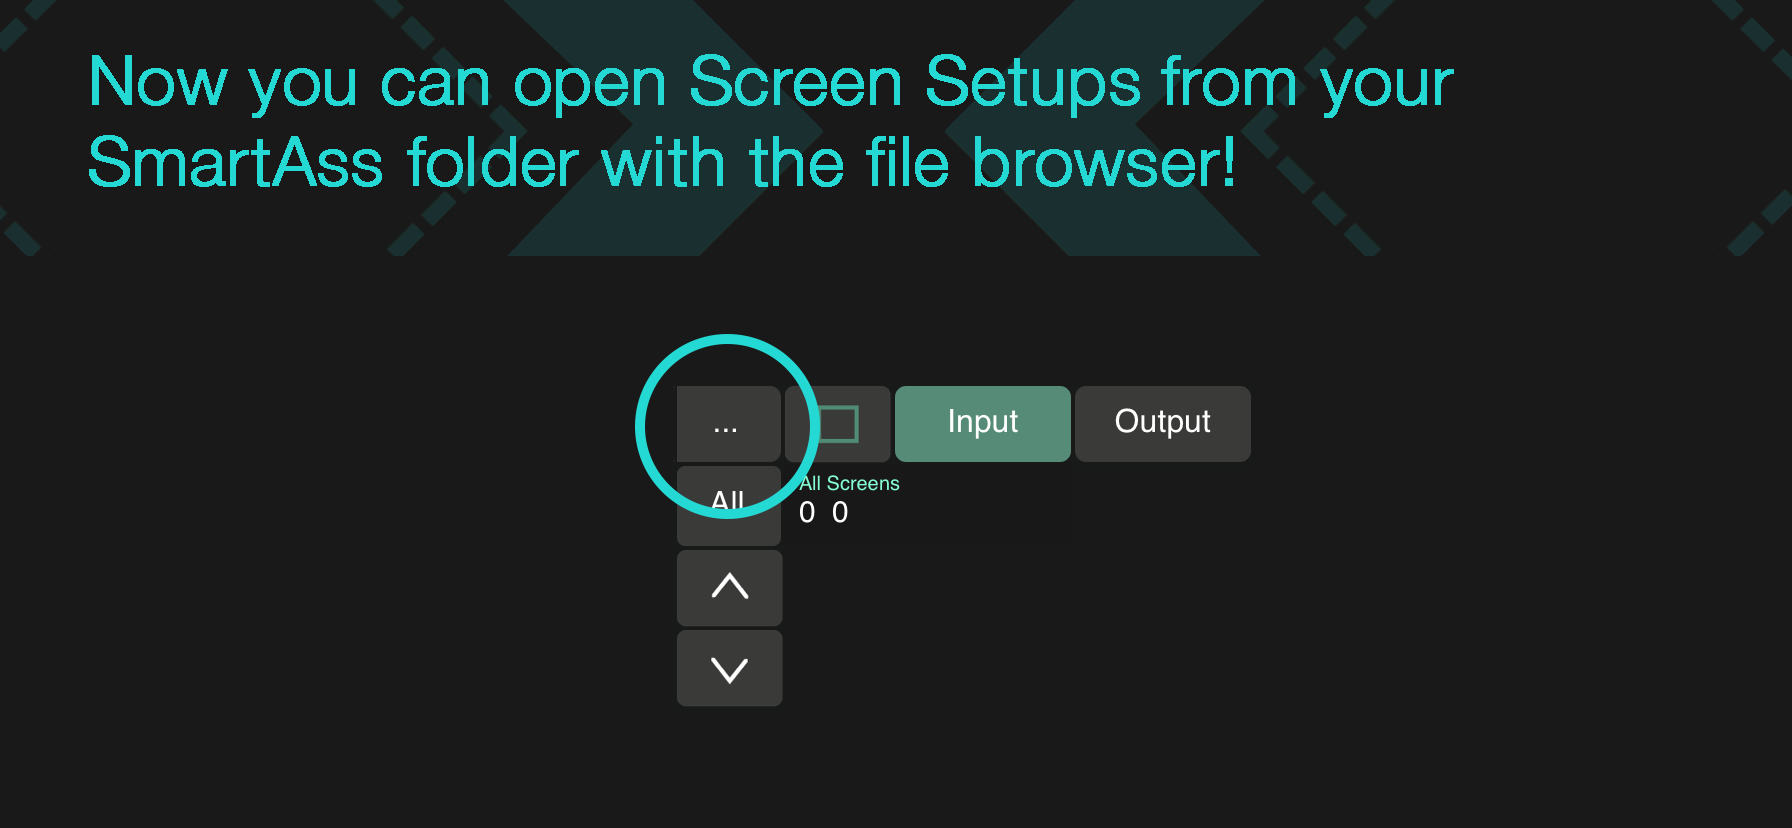 Now you can open Screen Setups from your
SmartAss folder with the file browser!
... Input Output
All All Screens
0 0